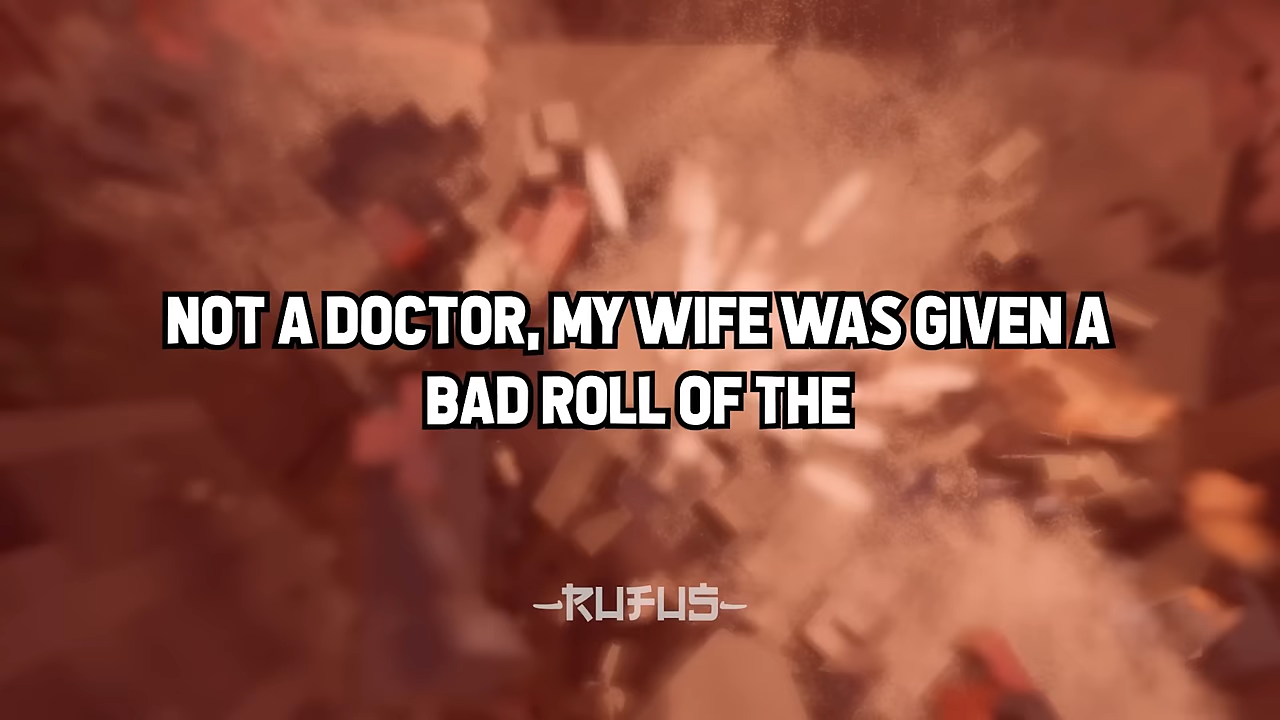 NOT A DOCTOR, MY WIFE WAS GIVEN A
BAD ROLL OF THE
-RUFUS-